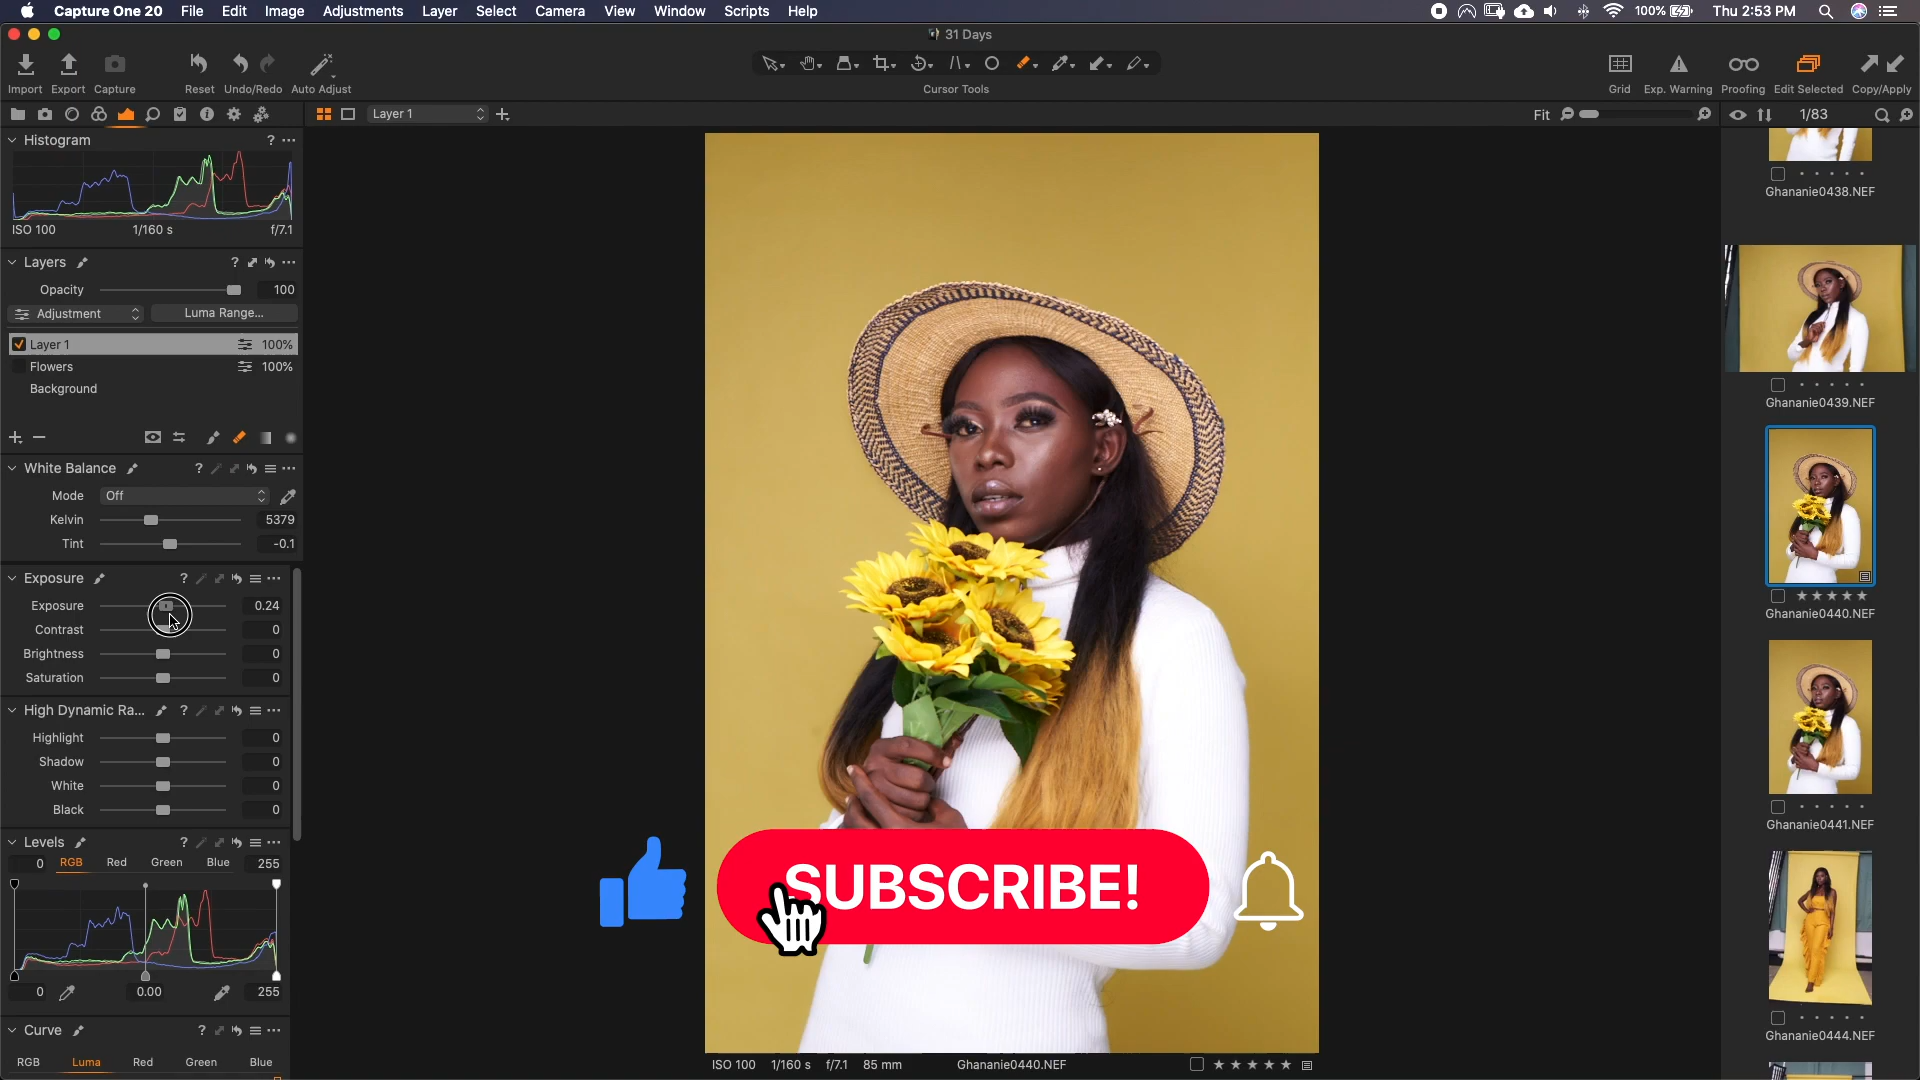 Capture One 20 File Edit Image Adjustments Layer Select Camera View Window Scripts Help 100% Thu 2:53 PM
31 Days
Import Export Capture Reset Undo/Redo Auto Adjust Cursor Tools Grid Exp. Warning Proofing Edit Selected Copy/Apply
Layer 1 Fit 1/83
Histogram ?
ISO 100 1/160 s f/7.1
Layers ?
Opacity 100
Adjustment Luma Range...
Layer 1 100%
Flowers 100%
Background
White Balance ?
Mode Off
Kelvin 5379
Tint -0.1
Exposure ?
Exposure 0.24
Contrast 0
Brightness 0
Saturation 0
High Dynamic Ra... ?
Highlight 0
Shadow 0
White 0
Black 0
Levels ?
0 RGB Red Green Blue 255
0 0.00 255
Curve ?
RGB Luma Red Green Blue
SUBSCRIBE!
ISO 100 1/160 s f/7.1 85 mm Ghananie0440.NEF
Ghananie0438.NEF
Ghananie0439.NEF
Ghananie0440.NEF
Ghananie0441.NEF
Ghananie0444.NEF